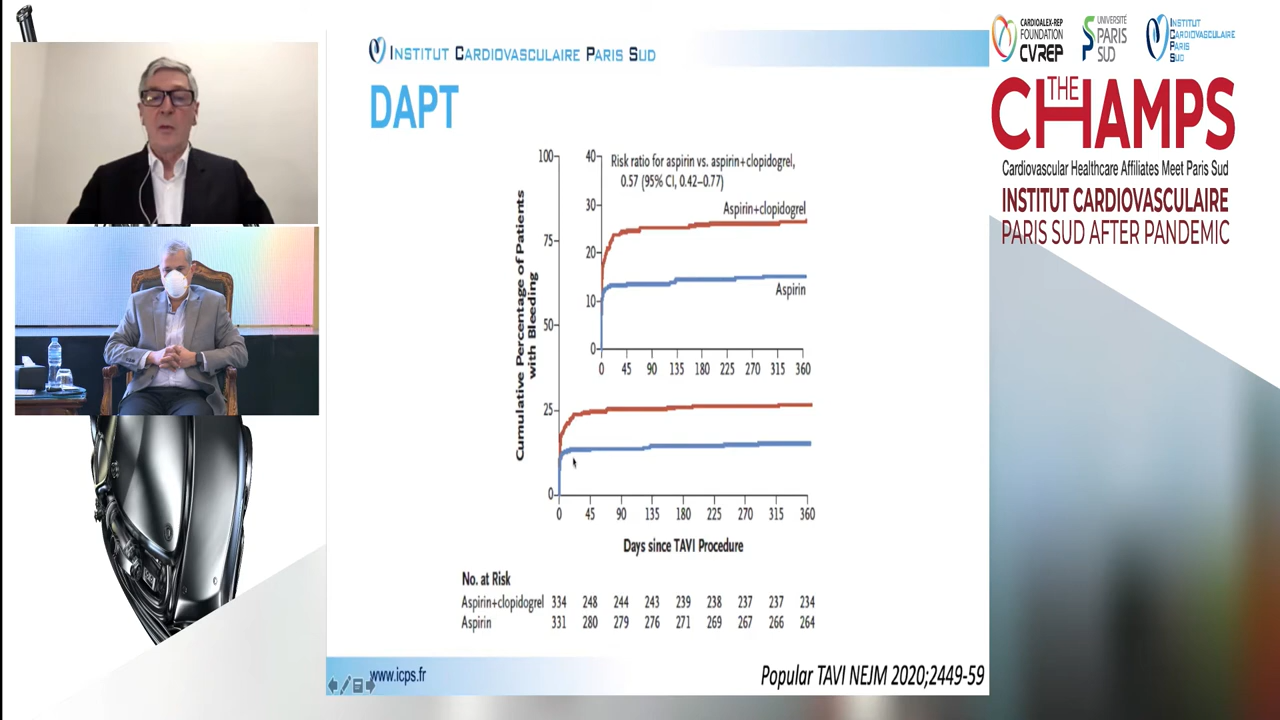 INSTITUT CARDIOVASCULAIRE PARIS SUD
DAPT
Cumulative Percentage of Patients
with Bleeding
100
75
50
25
0
40
30
20
10
0
Risk ratio for aspirin vs. aspirin+clopidogrel,
0.57 (95% CI, 0.42–0.77)
Aspirin+clopidogrel
Aspirin
0 45 90 135 180 225 270 315 360
0 45 90 135 180 225 270 315 360
Days since TAVI Procedure
No. at Risk
Aspirin+clopidogrel 334 248 244 243 239 238 237 237 234
Aspirin 331 280 279 276 271 269 267 266 264
www.icps.fr
Popular TAVI NEJM 2020;2449-59
CARDIOALEX-REP
FOUNDATION
CVREP
UNIVERSITÉ
PARIS
SUD
INSTITUT
CARDIOVASCULAIRE
PARIS
SUD
THE
CHAMPS
Cardiovascular Healthcare Affiliates Meet Paris Sud
INSTITUT CARDIOVASCULAIRE
PARIS SUD AFTER PANDEMIC